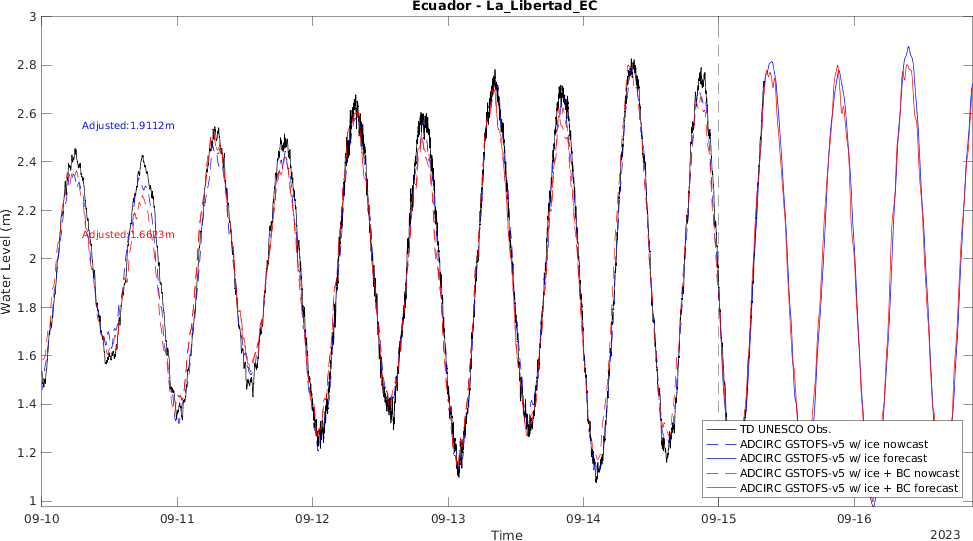 Ecuador - La_Libertad_EC
Water Level (m)
3
2.8
2.6
2.4
2.2
2
1.8
1.6
1.4
1.2
1
Adjusted:1.9112m
Adjusted:1.6623m
TD UNESCO Obs.
ADCIRC GSTOFS-v5 w/ ice nowcast
ADCIRC GSTOFS-v5 w/ ice forecast
ADCIRC GSTOFS-v5 w/ ice + BC nowcast
ADCIRC GSTOFS-v5 w/ ice + BC forecast
09-10 09-11 09-12 09-13 09-14 09-15 09-16
Time
2023